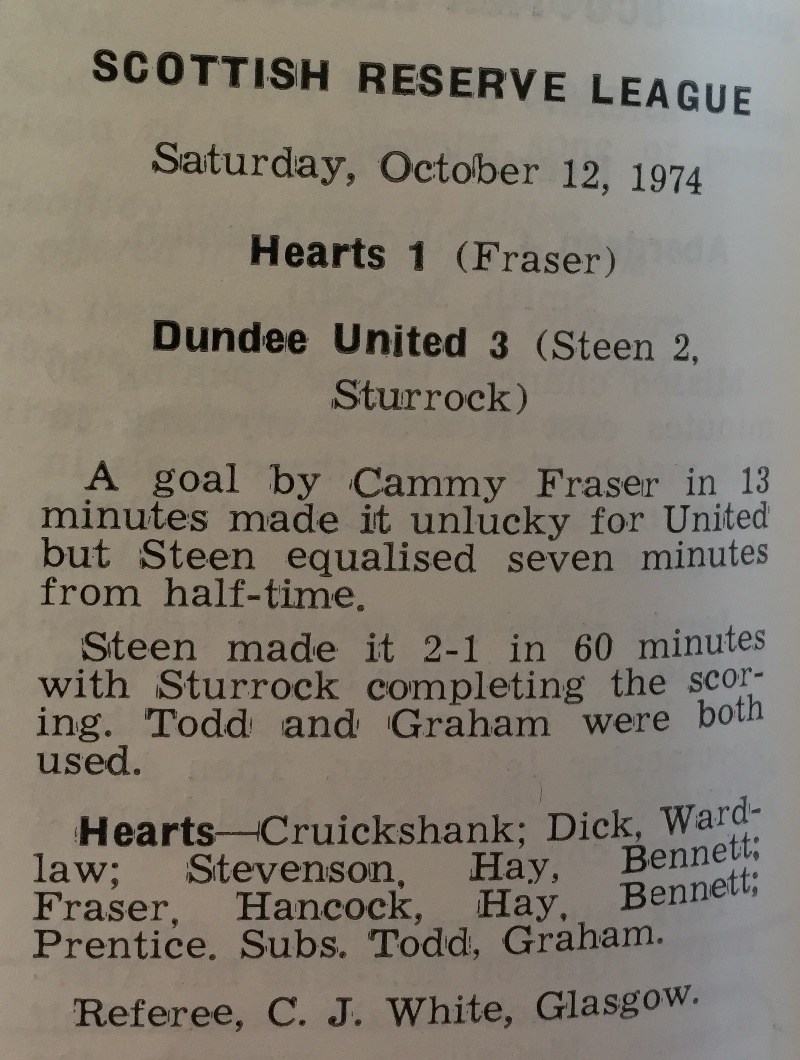 SCOTTISH RESERVE LEAGUE
Saturday, October 12, 1974
Hearts 1 (Fraser)
Dundee United 3 (Steen 2,
Sturrock)
A goal by Cammy Fraser in 13
minutes made it unlucky for United
but Steen equalised seven minutes
from half-time.
Steen made it 2-1 in 60 minutes
with Sturrock completing the scor-
ing. Todd and Graham were both
used.
Hearts—Cruickshank; Dick, Ward-
law; Stevenson, Hay, Bennett;
Fraser, Hancock, Hay, Bennett;
Prentice. Subs. Todd, Graham.
Referee, C. J. White, Glasgow.